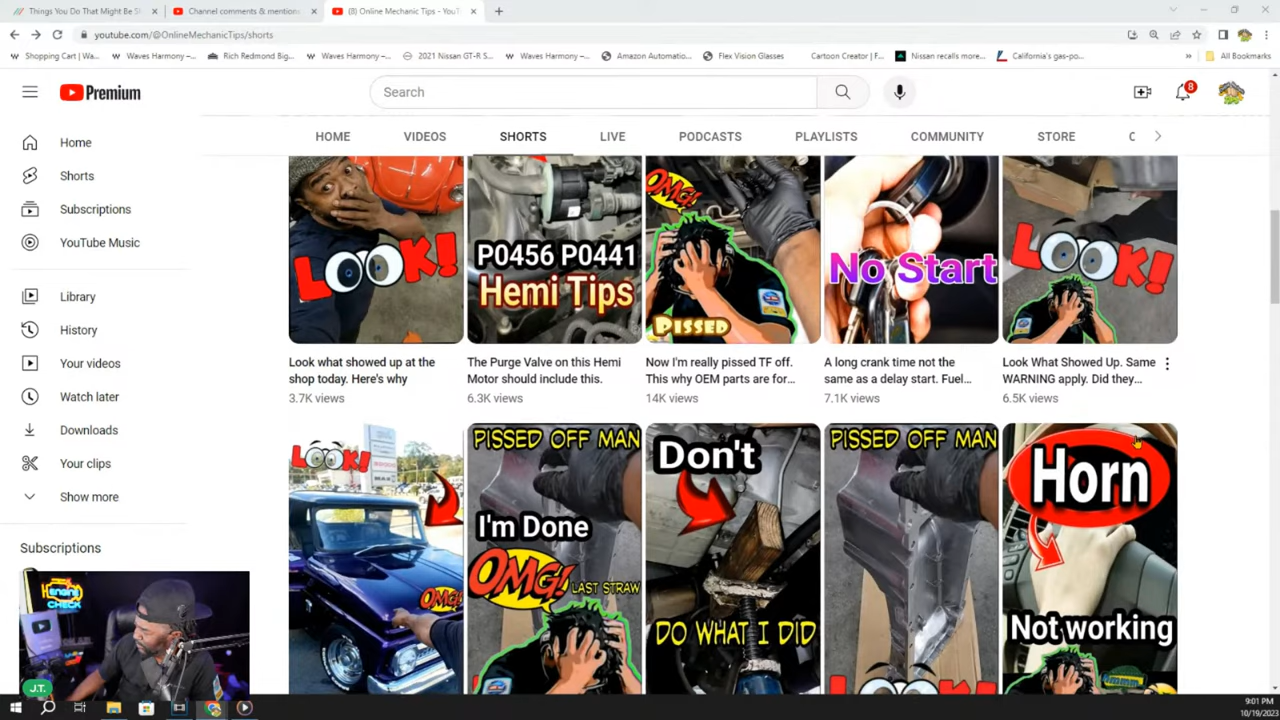 Things You Do That Might Be S
Channel comments & mention
(8) Online Mechanic Tips - YouT
youtube.com/@OnlineMechanicTips/shorts
Shopping Cart | Wa...
Waves Harmony –...
Rich Redmond Big...
Waves Harmony –...
2021 Nissan GT-R S...
Waves Harmony –...
Amazon Automatio...
Flex Vision Glasses
Cartoon Creator | F...
Nissan recalls more...
California's gas-po...
»
All Bookmarks
Premium
Search
8
HOME
VIDEOS
SHORTS
LIVE
PODCASTS
PLAYLISTS
COMMUNITY
STORE
C
Home
Shorts
Subscriptions
YouTube Music
Library
History
Your videos
Watch later
Downloads
Your clips
Show more
Subscriptions
LOOK!
P0456 P0441
Hemi Tips
OMG!
PISSED
No Start
LOOK!
Look what showed up at the
shop today. Here's why
3.7K views
The Purge Valve on this Hemi
Motor should include this.
6.3K views
Now I'm really pissed TF off.
This why OEM parts are for...
14K views
A long crank time not the
same as a delay start. Fuel...
7.1K views
Look What Showed Up. Same
WARNING apply. Did they...
6.5K views
LOOK!
OMG!
PISSED OFF MAN
I'm Done
OMG!
LAST STRAW
Don't
DO WHAT I DID
PISSED OFF MAN
LOOK!
Horn
Not working
Engine
CHECK
J.T.
9:01 PM
10/19/2023